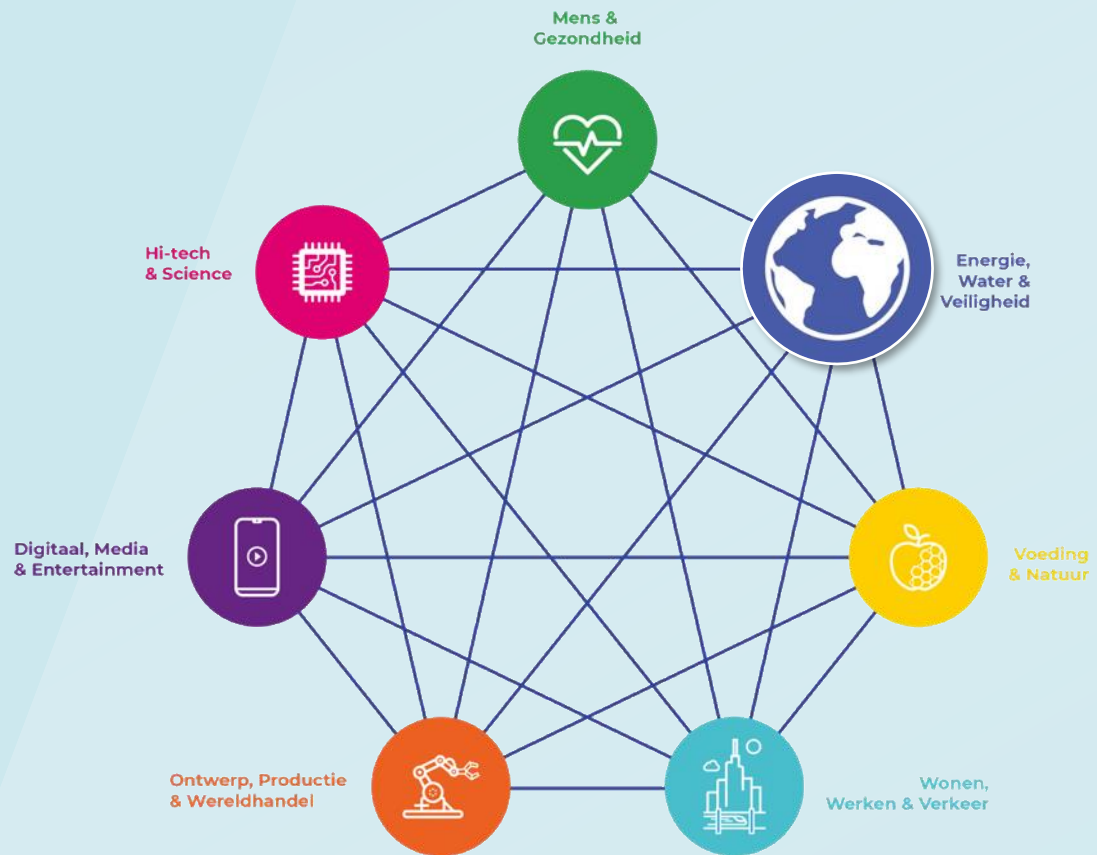 Mens &
Gezondheid
Hi-tech
& Science
Energie,
Water &
Veiligheid
Digitaal, Media
& Entertainment
Voeding
& Natuur
Ontwerp, Productie
& Wereldhandel
Wonen,
Werken & Verkeer